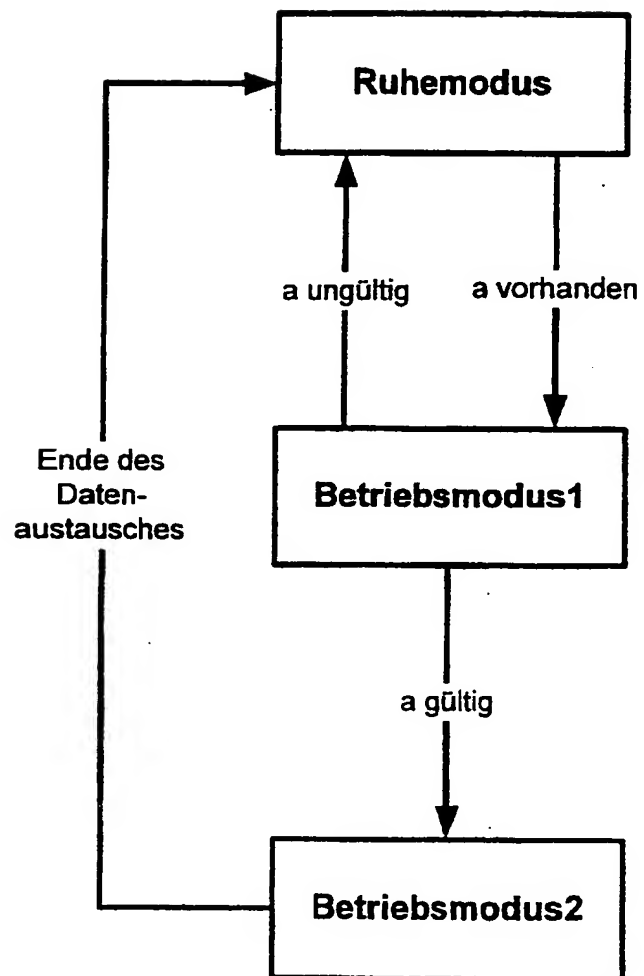 Ruhemodus
a ungültig
a vorhanden
Betriebsmodus1
Ende des
Daten-
austausches
a gültig
Betriebsmodus2